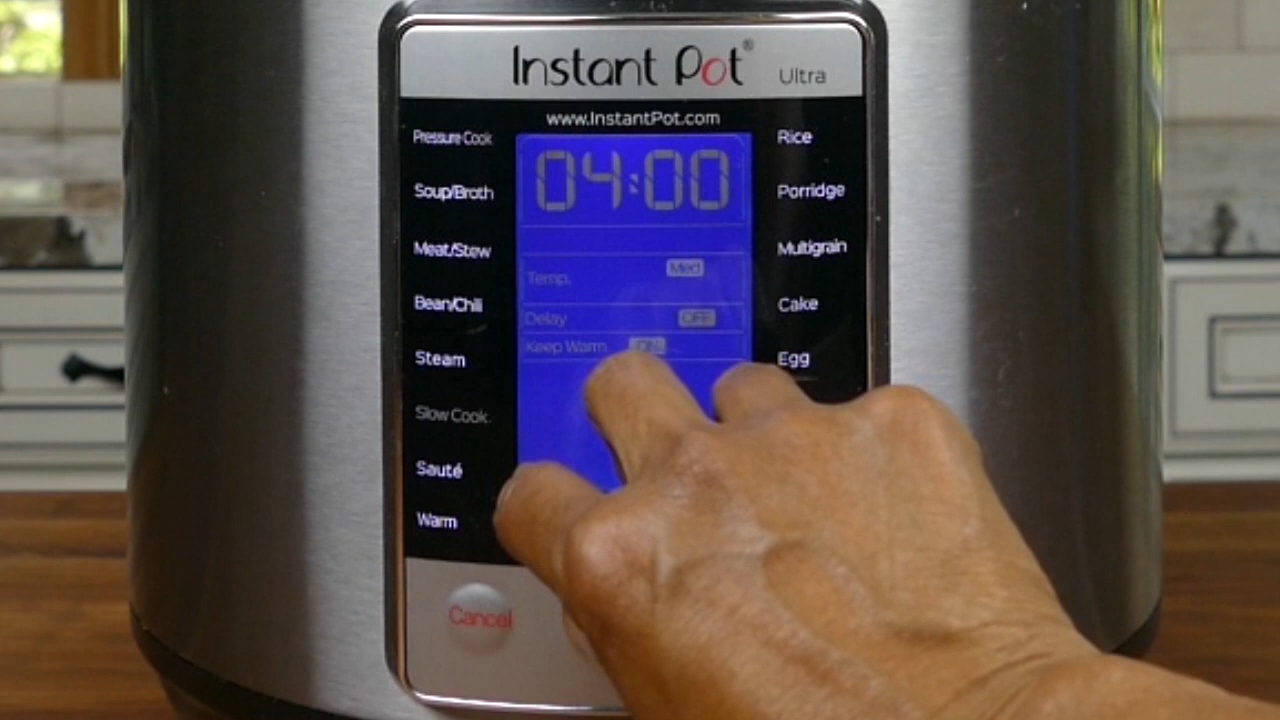 Instant Pot® Ultra
www.InstantPot.com
Pressure Cook
Soup/Broth
Meat/Stew
Bean/Chili
Steam
Slow Cook
Sauté
Warm
04:00
Temp. Med
Delay OFF
Keep Warm ON
Rice
Porridge
Multigrain
Cake
Egg
Cancel